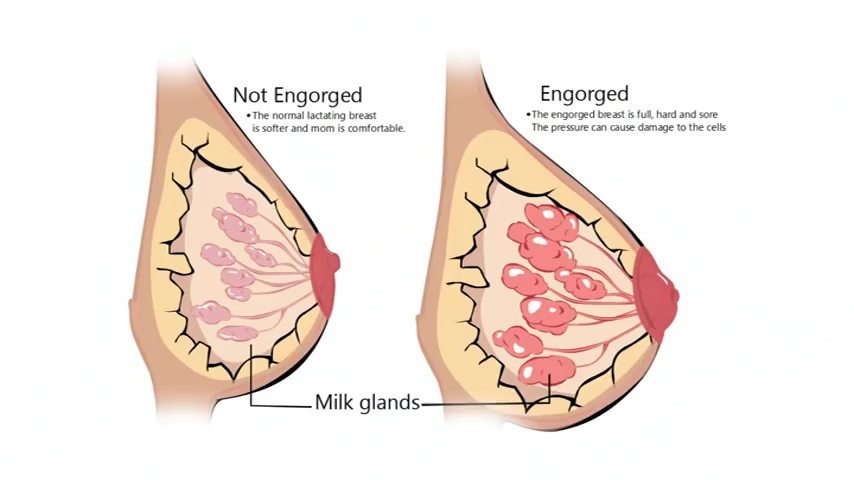 Not Engorged
•The normal lactating breast
is softer and mom is comfortable.
Engorged
•The engorged breast is full, hard and sore
The pressure can cause damage to the cells
Milk glands